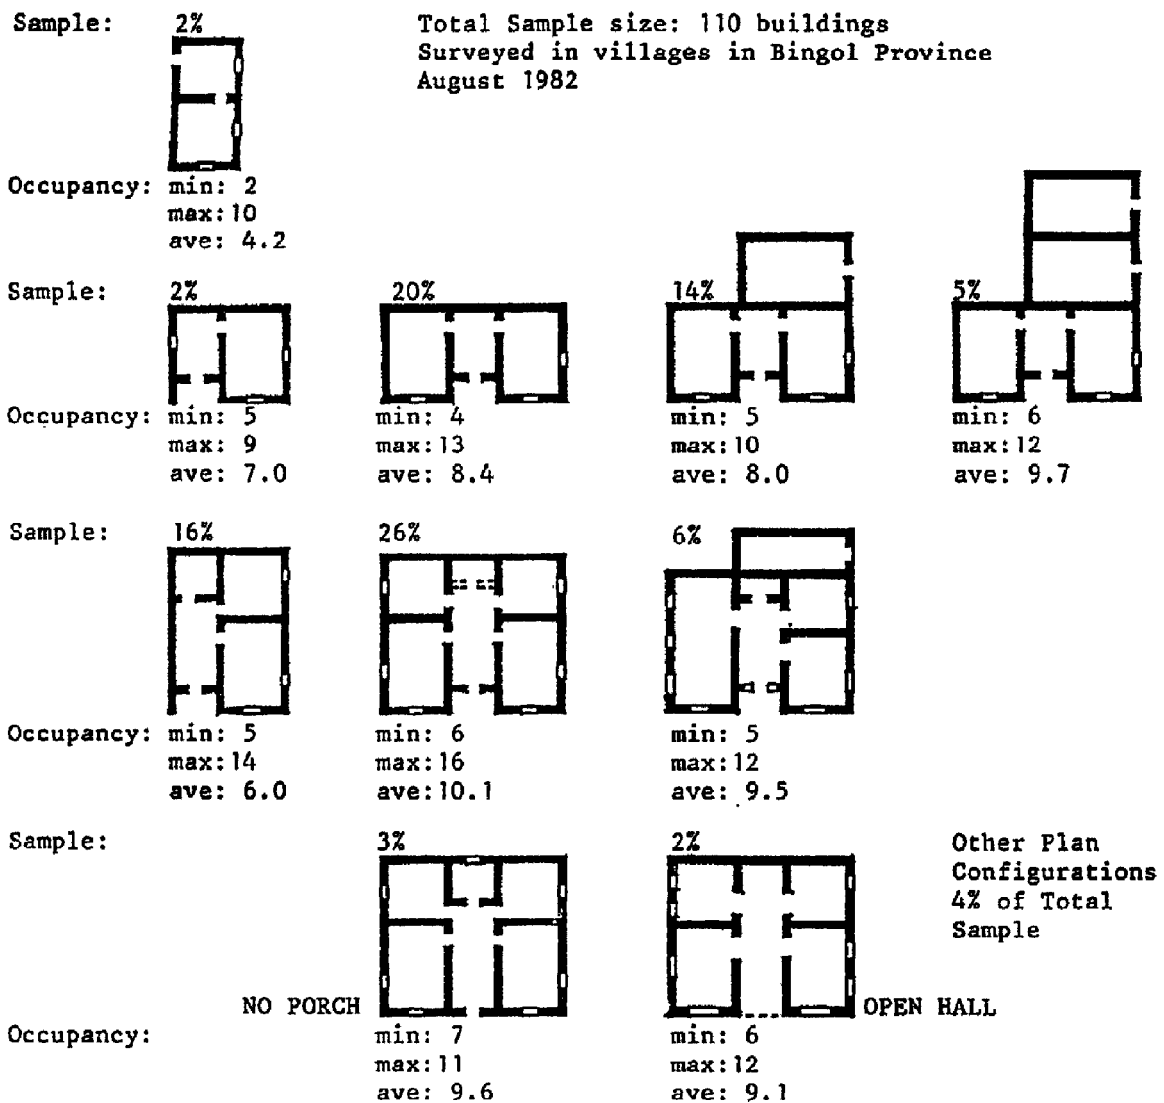 Sample: 2% Total Sample size: 110 buildings
Surveyed in villages in Bingol Province
August 1982
Occupancy: min: 2
max: 10
ave: 4.2
Sample: 2% 20% 14% 5%
Occupancy: min: 5 min: 4 min: 5 min: 6
max: 9 max: 13 max: 10 max: 12
ave: 7.0 ave: 8.4 ave: 8.0 ave: 9.7
Sample: 16% 26% 6%
Occupancy: min: 5 min: 6 min: 5
max: 14 max: 16 max: 12
ave: 6.0 ave: 10.1 ave: 9.5
Sample: 3% 2% Other Plan
Configurations
4% of Total
Sample
NO PORCH OPEN HALL
Occupancy: min: 7 min: 6
max: 11 max: 12
ave: 9.6 ave: 9.1